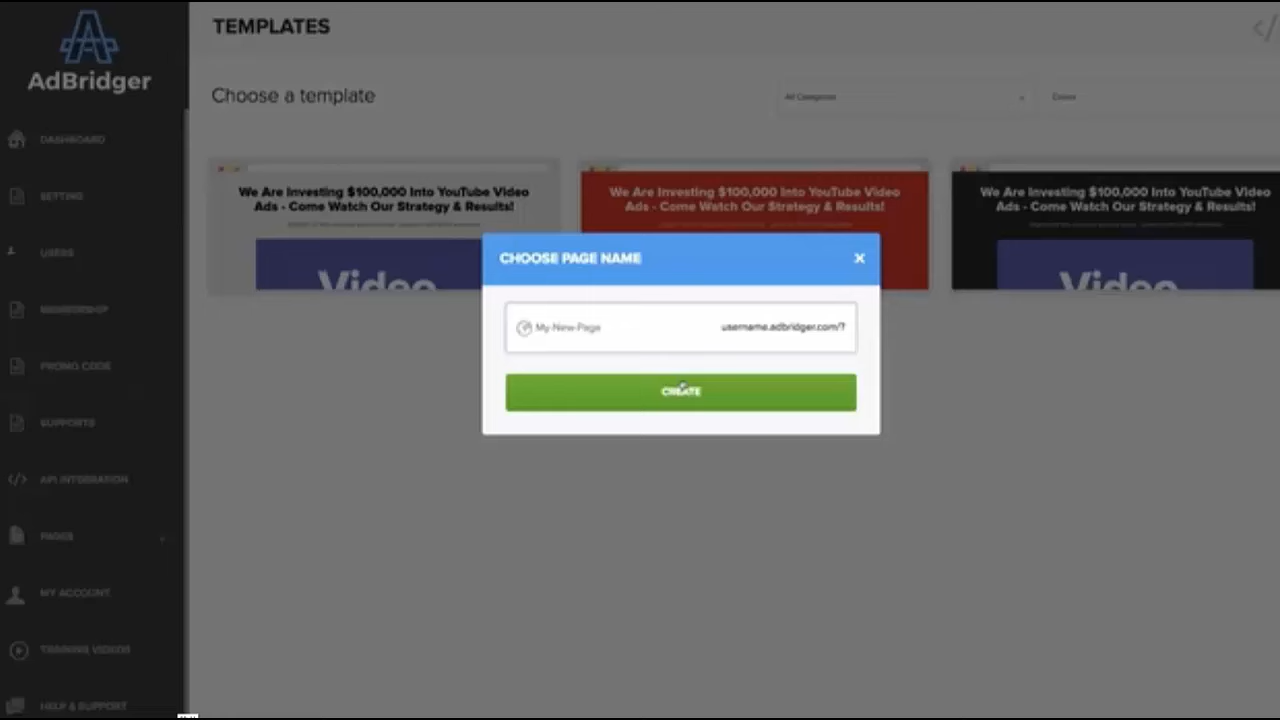 AdBridger
DASHBOARD
SETTING
USERS
MEMBERSHIP
PROMO CODE
SUPPORTS
API INTEGRATION
PAGES
MY ACCOUNT
TRAINING VIDEOS
HELP & SUPPORT
TEMPLATES
Choose a template
All Categories
We Are Investing $100,000 Into YouTube Video
Ads - Come Watch Our Strategy & Results!
Video
We Are Investing $100,000 Into YouTube Video
Ads - Come Watch Our Strategy & Results!
We Are Investing $100,000 Into YouTube Video
Ads - Come Watch Our Strategy & Results!
Video
CHOOSE PAGE NAME
My-New-Page
username.adbridger.com/?
CREATE